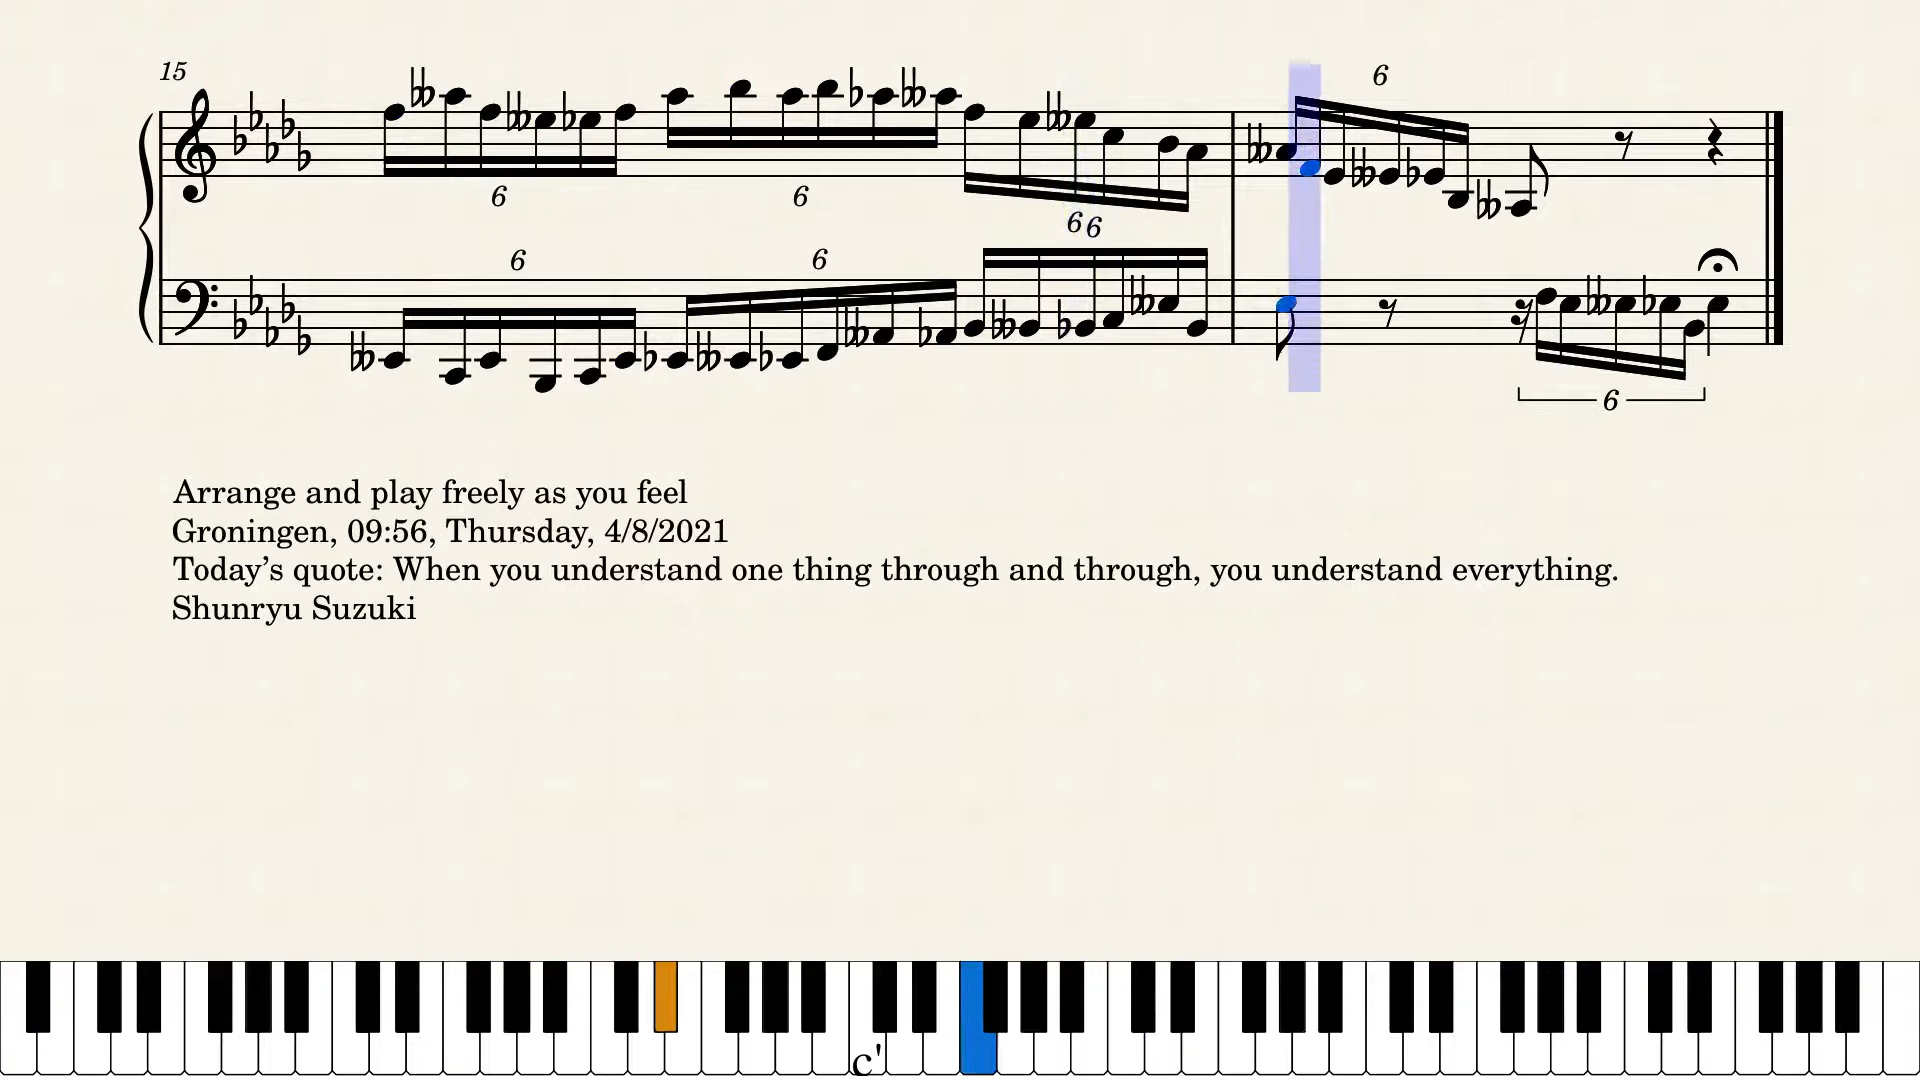 15
6
6
6
6
6
6
6
6
Arrange and play freely as you feel
Groningen, 09:56, Thursday, 4/8/2021
Today's quote: When you understand one thing through and through, you understand everything.
Shunryu Suzuki
c'